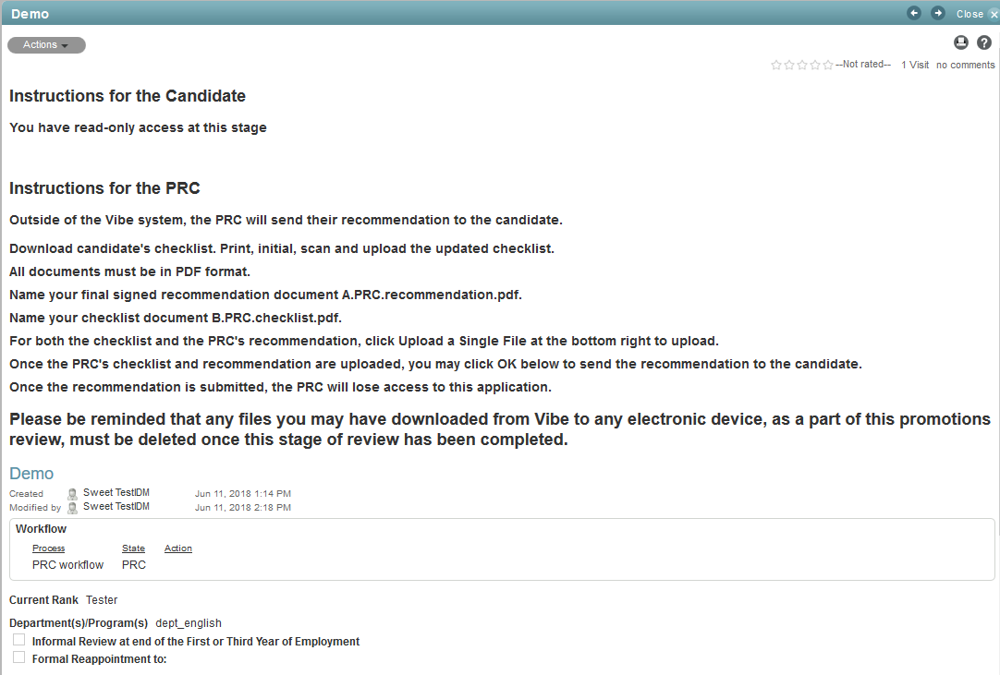 Demo
Close
Actions
--Not rated-- 1 Visit no comments
Instructions for the Candidate
You have read-only access at this stage
Instructions for the PRC
Outside of the Vibe system, the PRC will send their recommendation to the candidate.
Download candidate's checklist. Print, initial, scan and upload the updated checklist.
All documents must be in PDF format.
Name your final signed recommendation document A.PRC.recommendation.pdf.
Name your checklist document B.PRC.checklist.pdf.
For both the checklist and the PRC's recommendation, click Upload a Single File at the bottom right to upload.
Once the PRC's checklist and recommendation are uploaded, you may click OK below to send the recommendation to the candidate.
Once the recommendation is submitted, the PRC will lose access to this application.
Please be reminded that any files you may have downloaded from Vibe to any electronic device, as a part of this promotions
review, must be deleted once this stage of review has been completed.
Demo
Created Sweet TestIDM Jun 11, 2018 1:14 PM
Modified by Sweet TestIDM Jun 11, 2018 2:18 PM
Workflow
Process State Action
PRC workflow PRC
Current Rank Tester
Department(s)/Program(s) dept_english
Informal Review at end of the First or Third Year of Employment
Formal Reappointment to: